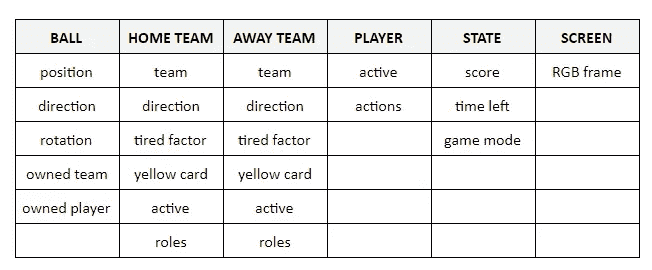 BALL HOME TEAM AWAY TEAM PLAYER STATE SCREEN
position team team active score RGB frame
direction direction direction actions time left
rotation tired factor tired factor game mode
owned team yellow card yellow card
owned player active active
roles roles